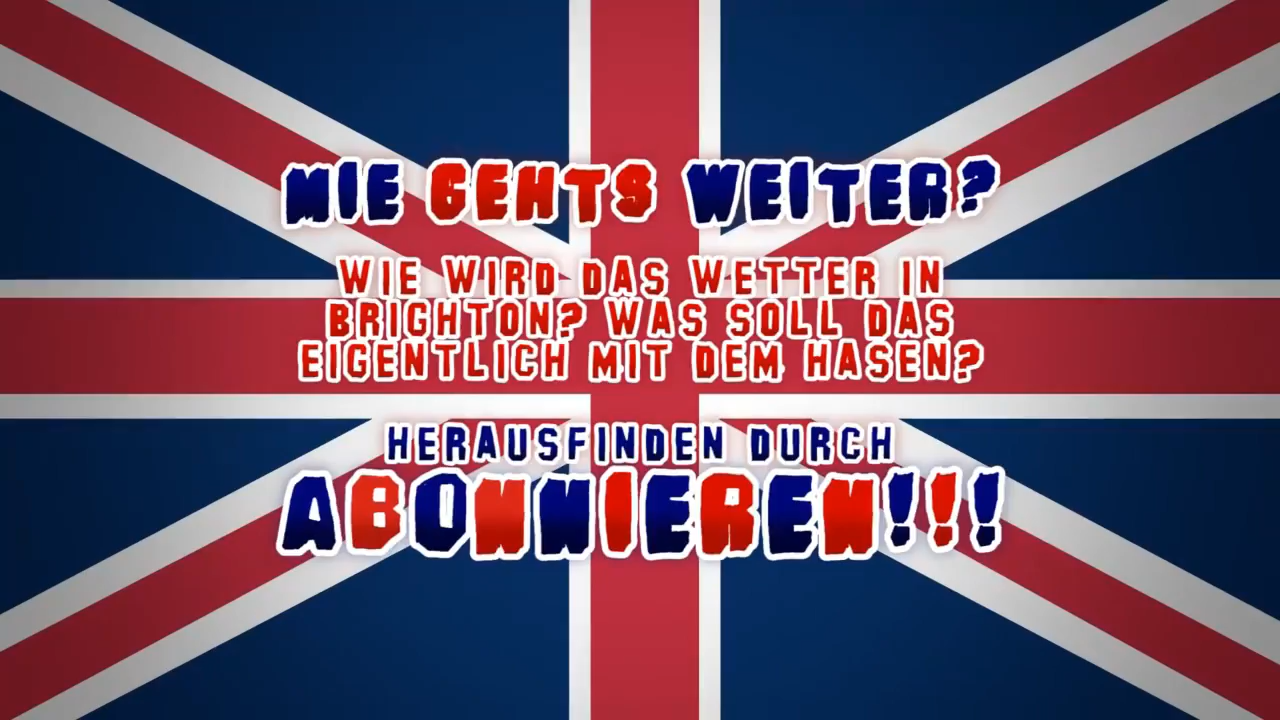 WIE GEHTS WEITER?
WIE WIRD DAS WETTER IN
BRIGHTON? WAS SOLL DAS
EIGENTLICH MIT DEM HASEN?
HERAUSFINDEN DURCH
ABONNIEREN!!!